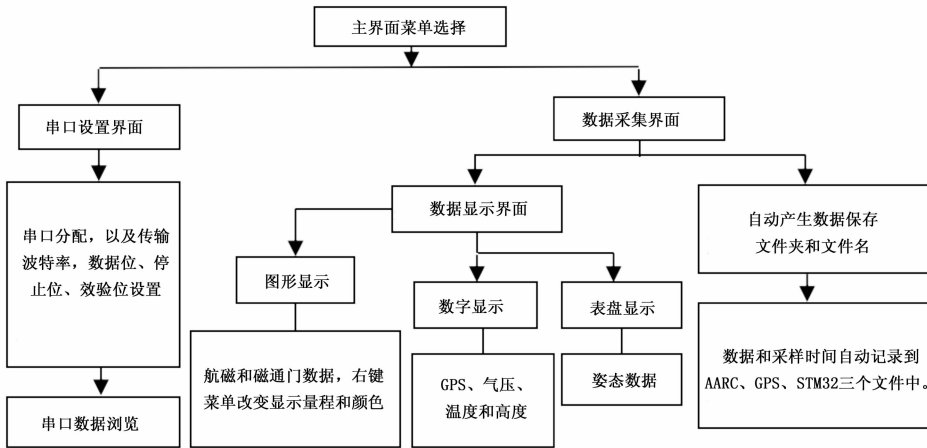 主界面菜单选择
串口设置界面
数据采集界面
串口分配，以及传输
波特率，数据位、停
止位、效验位设置
数据显示界面
自动产生数据保存
文件夹和文件名
图形显示
数字显示
表盘显示
航磁和磁通门数据，右键
菜单改变显示量程和颜色
GPS、气压、
温度和高度
姿态数据
数据和采样时间自动记录到
AARC、GPS、STM32三个文件中。
串口数据浏览